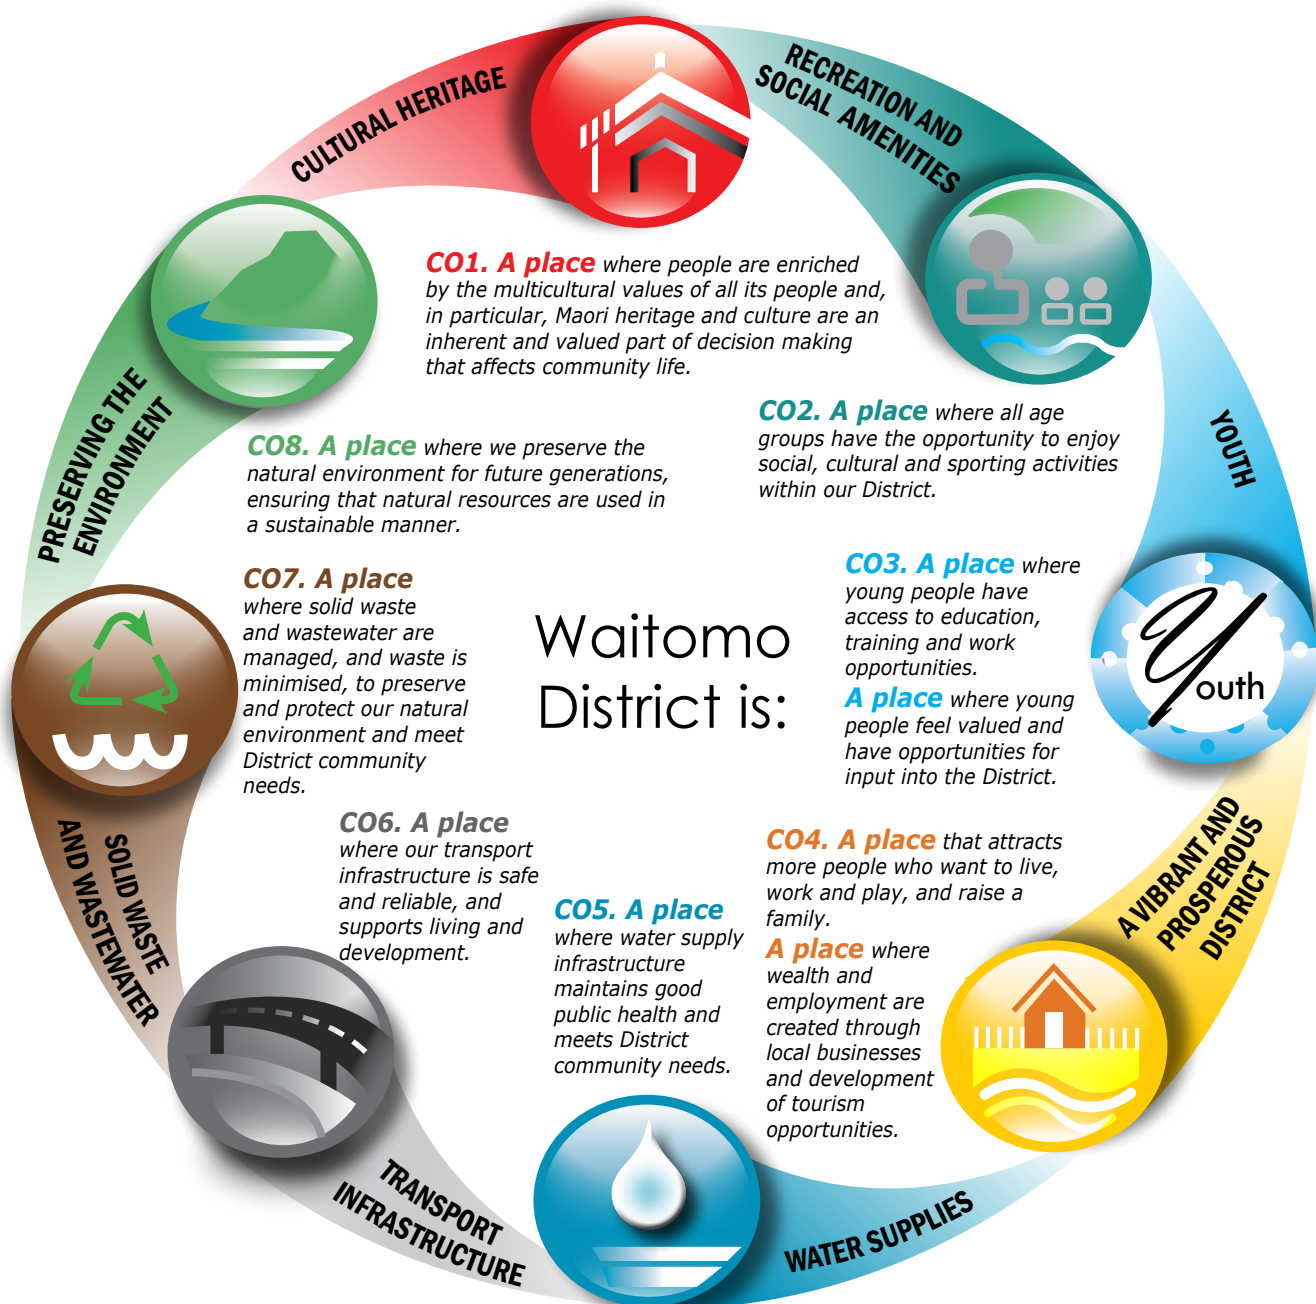 CULTURAL HERITAGE
RECREATION AND
SOCIAL AMENITIES
YOUTH
Youth
A VIBRANT AND
PROSPEROUS
DISTRICT
WATER SUPPLIES
TRANSPORT
INFRASTRUCTURE
SOLID WASTE
AND WASTEWATER
PRESERVING THE
ENVIRONMENT
Waitomo
District is:
CO1. A place where people are enriched
by the multicultural values of all its people and,
in particular, Maori heritage and culture are an
inherent and valued part of decision making
that affects community life.
CO2. A place where all age
groups have the opportunity to enjoy
social, cultural and sporting activities
within our District.
CO3. A place where
young people have
access to education,
training and work
opportunities.
A place where young
people feel valued and
have opportunities for
input into the District.
CO4. A place that attracts
more people who want to live,
work and play, and raise a
family.
A place where
wealth and
employment are
created through
local businesses
and development
of tourism
opportunities.
CO5. A place
where water supply
infrastructure
maintains good
public health and
meets District
community needs.
CO6. A place
where our transport
infrastructure is safe
and reliable, and
supports living and
development.
CO7. A place
where solid waste
and wastewater are
managed, and waste is
minimised, to preserve
and protect our natural
environment and meet
District community
needs.
CO8. A place where we preserve the
natural environment for future generations,
ensuring that natural resources are used in
a sustainable manner.